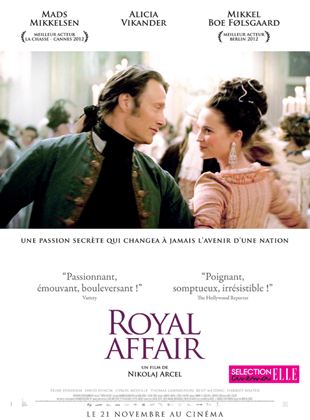 MADS
MIKKELSEN
MEILLEUR ACTEUR
LA CHASSE - CANNES 2012
ALICIA
VIKANDER
MIKKEL
BOE FØLSGAARD
MEILLEUR ACTEUR
BERLIN 2012
UNE PASSION SECRÈTE QUI CHANGEA À JAMAIS L'AVENIR D'UNE NATION
“Passionnant,
émouvant, bouleversant !”
Variety
“Poignant,
somptueux, irrésistible !”
The Hollywood Reporter
ROYAL
AFFAIR
UN FILM DE
NIKOLAJ ARCEL
SELECTION
CINÉMA ELLE
LE 21 NOVEMBRE AU CINÉMA